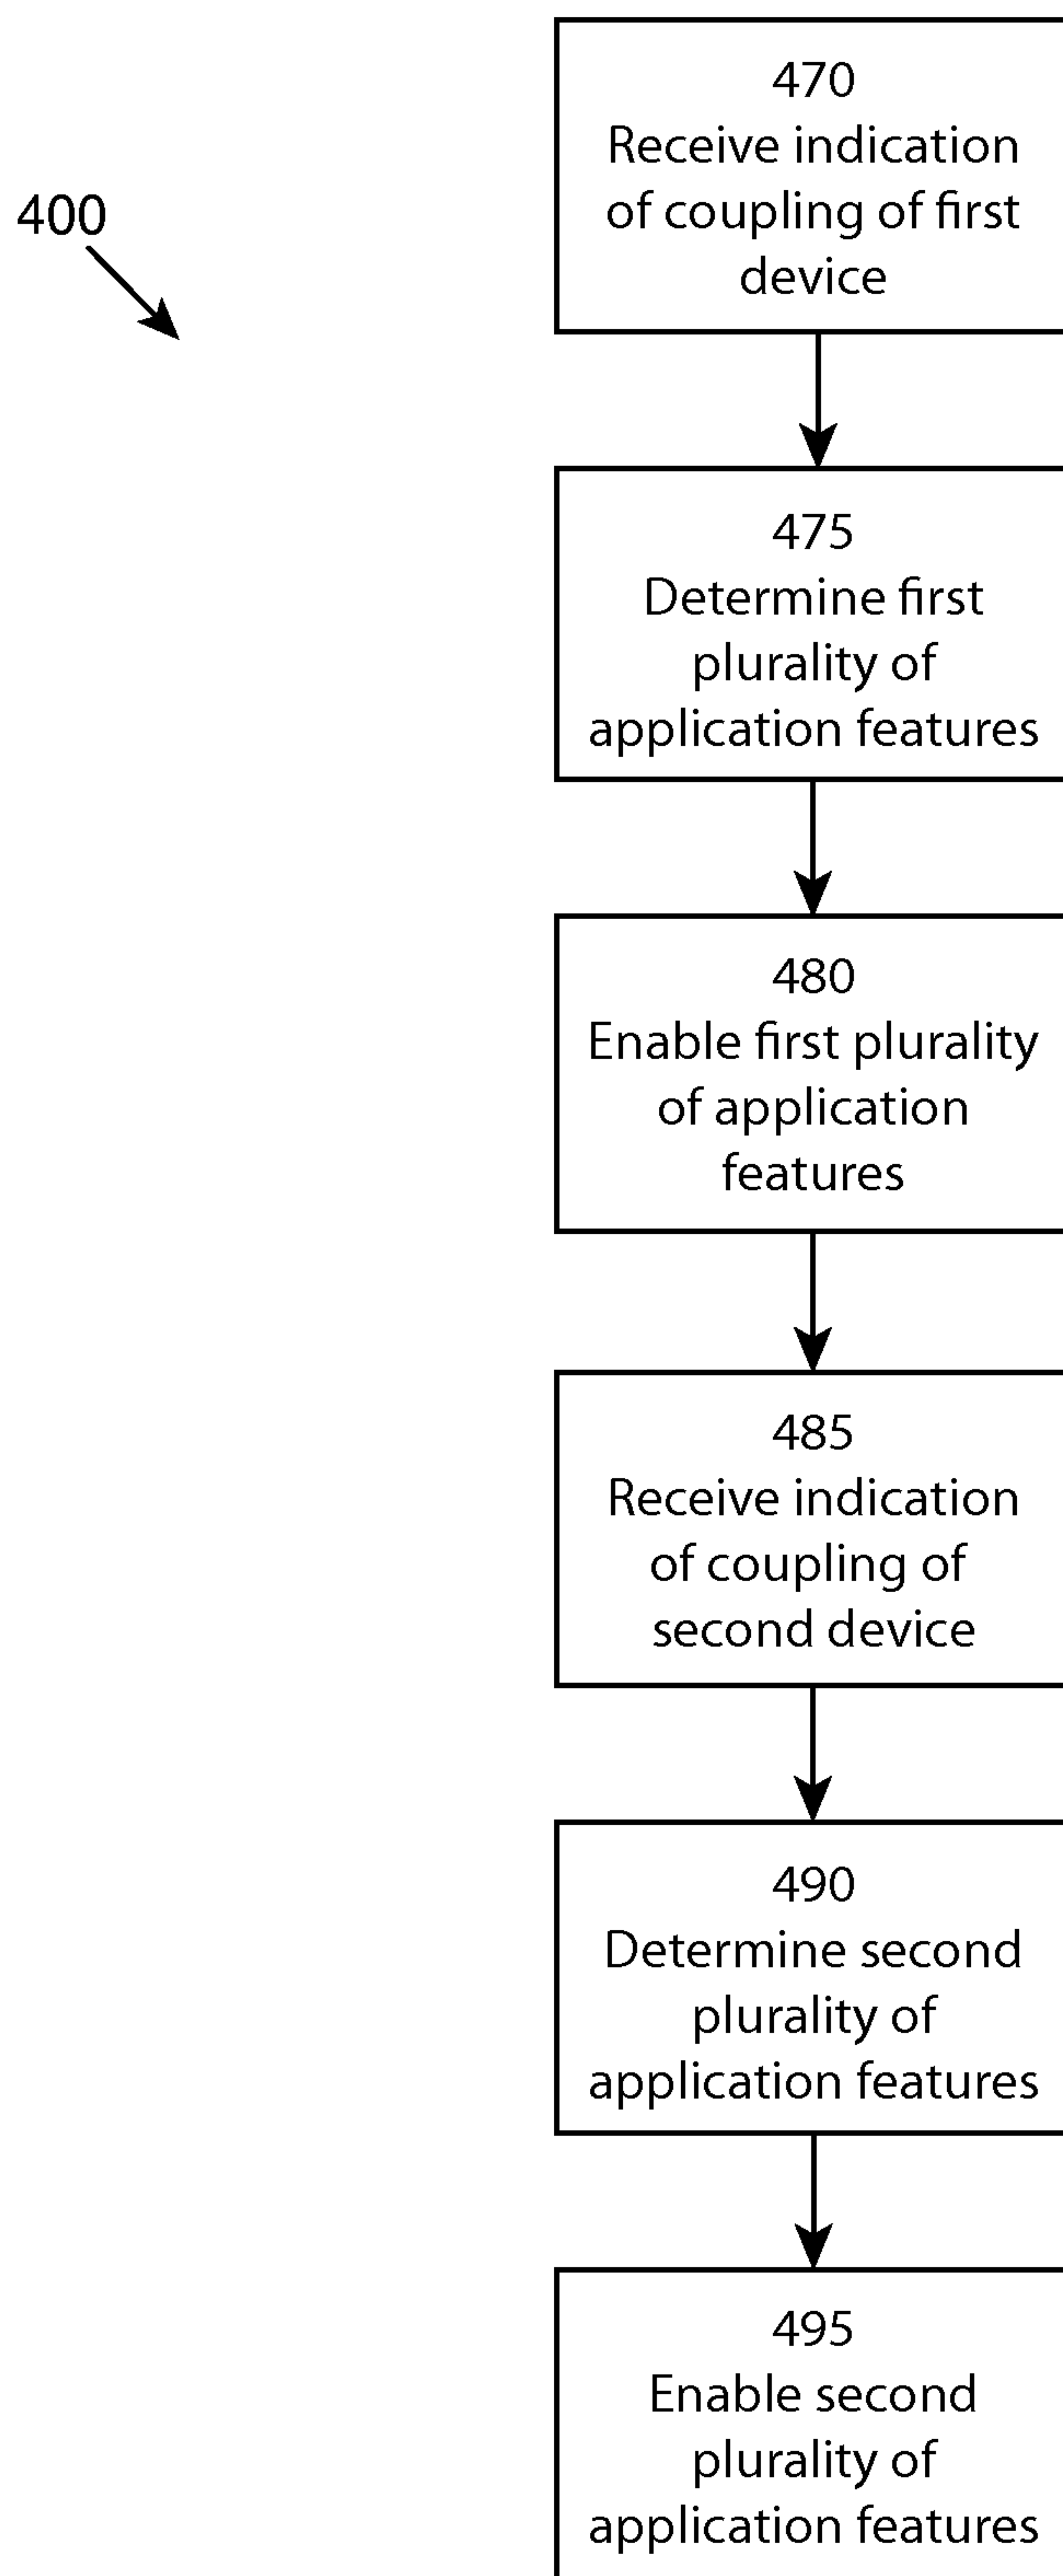 400
470
Receive indication
of coupling of first
device
475
Determine first
plurality of
application features
480
Enable first plurality
of application
features
485
Receive indication
of coupling of
second device
490
Determine second
plurality of
application features
495
Enable second
plurality of
application features